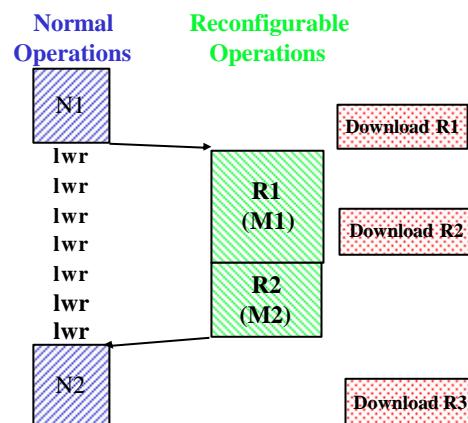 Normal
Operations
Reconfigurable
Operations
N1
Download R1
lwr
lwr
lwr
lwr
lwr
lwr
lwr
R1
(M1)
Download R2
R2
(M2)
N2
Download R3